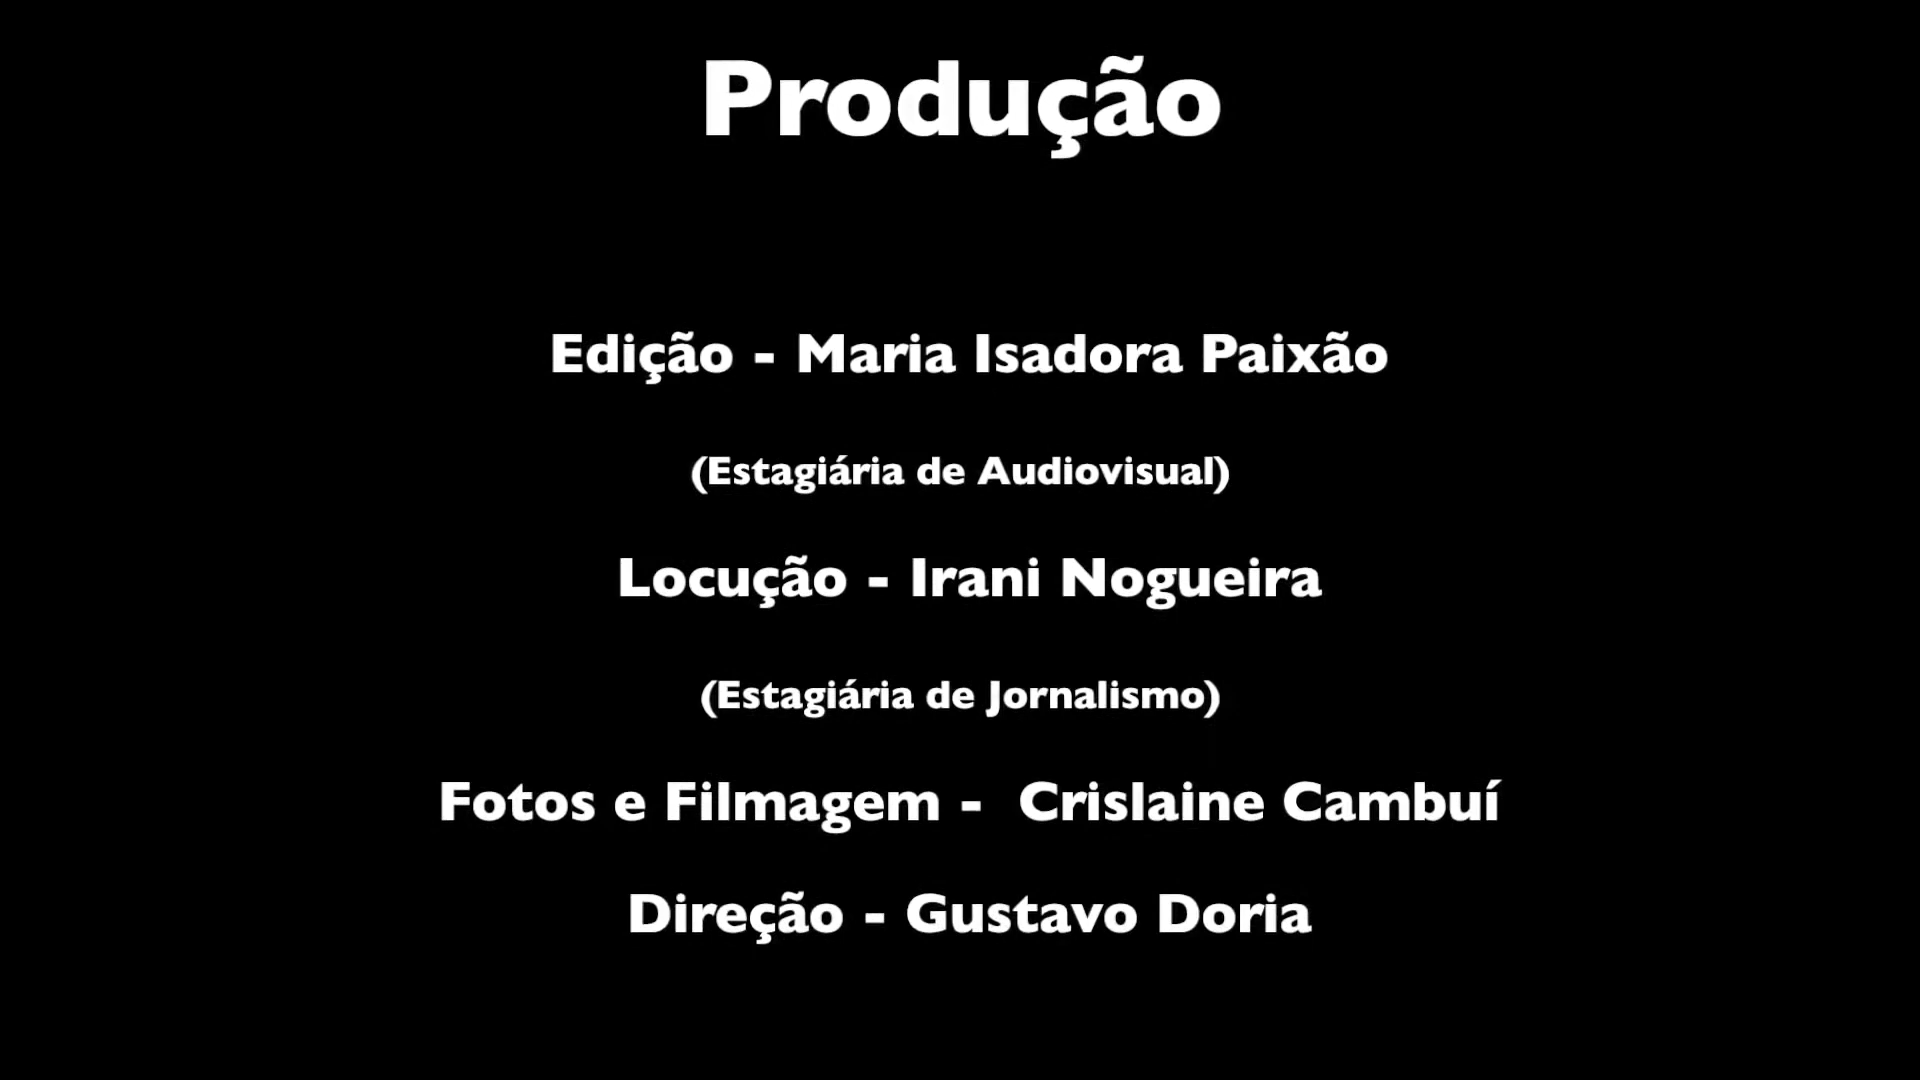 Produção
Edição - Maria Isadora Paixão
(Estagiária de Audiovisual)
Locução - Irani Nogueira
(Estagiária de Jornalismo)
Fotos e Filmagem -  Crislaine Cambuí
Direção - Gustavo Doria